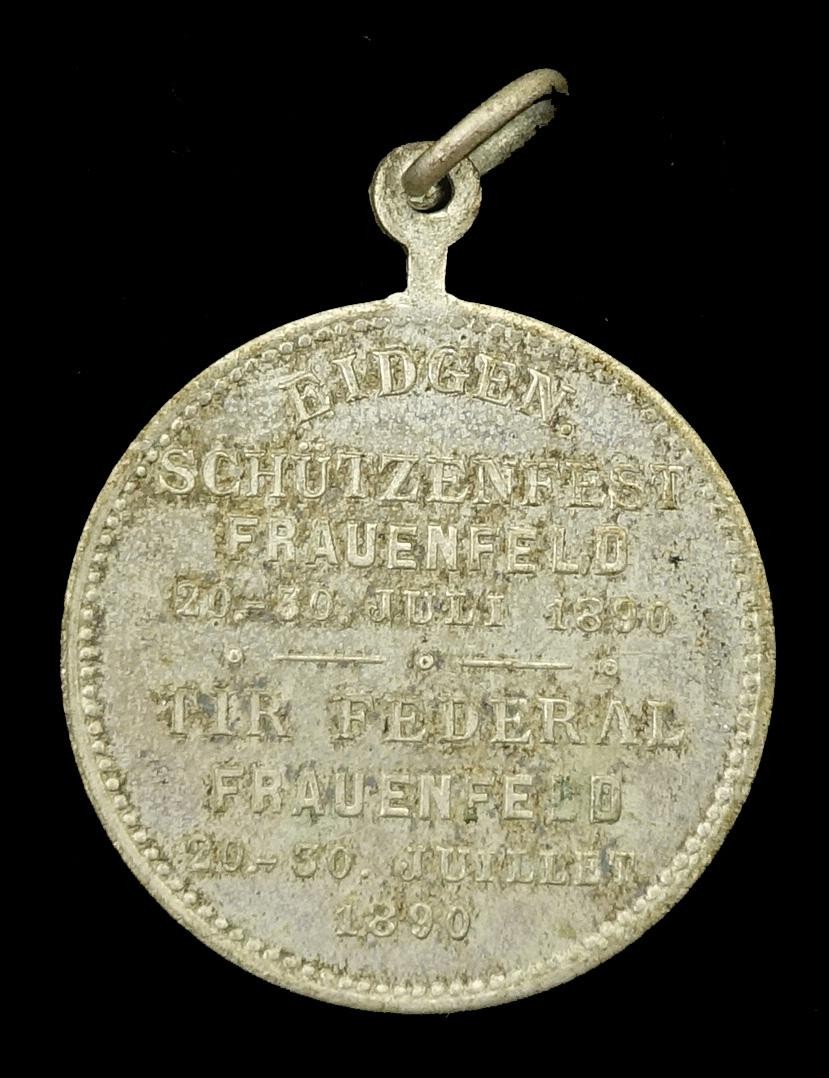 EIDGEN.
SCHÜTZENFEST
FRAUENFELD
20.-30. JULI 1890
TIR FEDERAL
FRAUENFELD
20.-30. JUILLET
1890